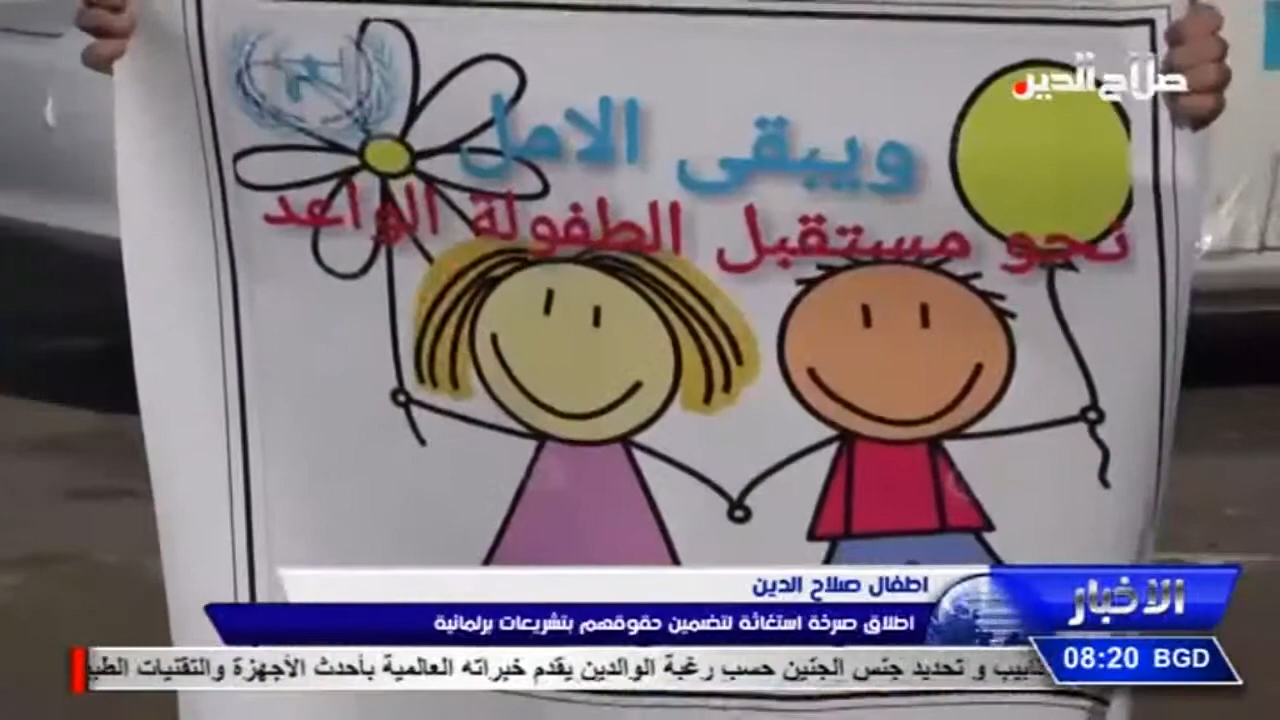 صلاح الدين
ويبقى الامل
نحو مستقبل الطفولة الواعد
اطفال صلاح الدين
اطلاق صرخة استغاثة لتضمين حقوقهم بتشريعات برلمانية
الاخبار
08:20 BGD
و تحديد جنس الجنين حسب رغبة الوالدين يقدم خبراته العالمية بأحدث الأجهزة والتقنيات